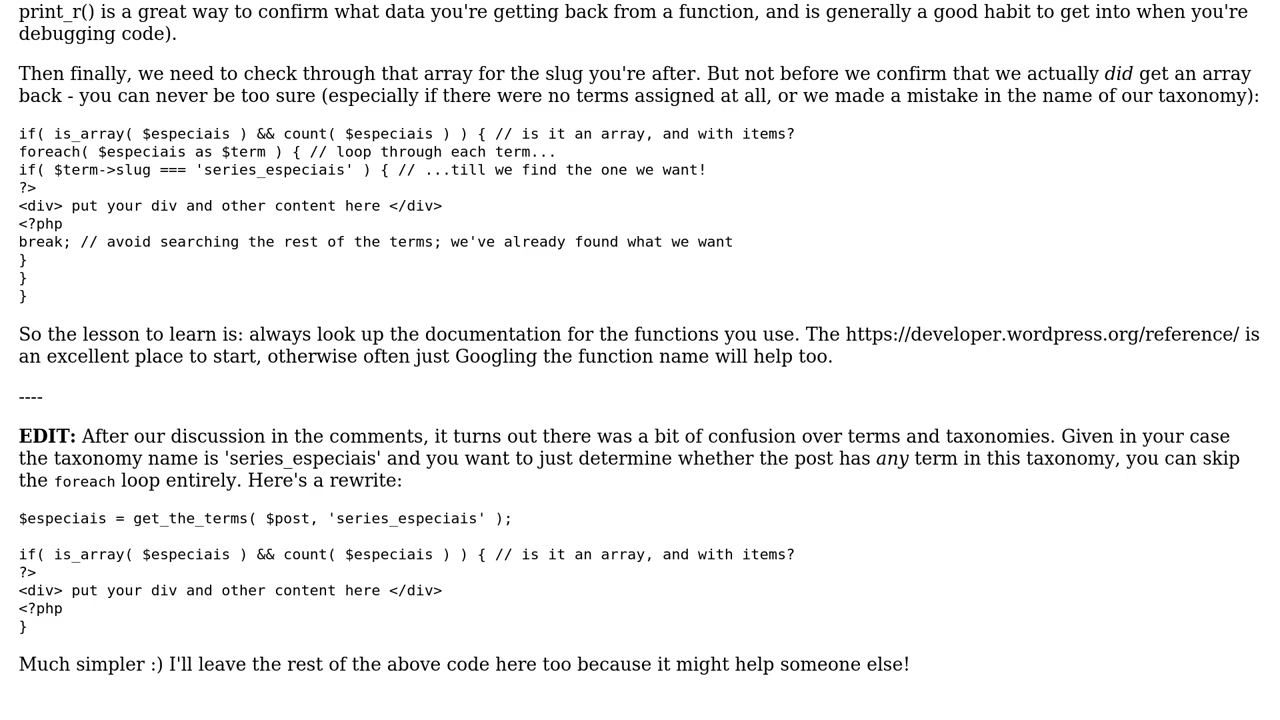 print_r() is a great way to confirm what data you're getting back from a function, and is generally a good habit to get into when you're
debugging code).
Then finally, we need to check through that array for the slug you're after. But not before we confirm that we actually did get an array
back - you can never be too sure (especially if there were no terms assigned at all, or we made a mistake in the name of our taxonomy):
if( is_array( $especiais ) && count( $especiais ) ) { // is it an array, and with items?
foreach( $especiais as $term ) { // loop through each term...
if( $term->slug === 'series_especiais' ) { // ...till we find the one we want!
?>
<div> put your div and other content here </div>
<?php
break; // avoid searching the rest of the terms; we've already found what we want
}
}
}
So the lesson to learn is: always look up the documentation for the functions you use. The https://developer.wordpress.org/reference/ is
an excellent place to start, otherwise often just Googling the function name will help too.
----
EDIT: After our discussion in the comments, it turns out there was a bit of confusion over terms and taxonomies. Given in your case
the taxonomy name is 'series_especiais' and you want to just determine whether the post has any term in this taxonomy, you can skip
the foreach loop entirely. Here's a rewrite:
$especiais = get_the_terms( $post, 'series_especiais' );
if( is_array( $especiais ) && count( $especiais ) ) { // is it an array, and with items?
?>
<div> put your div and other content here </div>
<?php
}
Much simpler :) I'll leave the rest of the above code here too because it might help someone else!